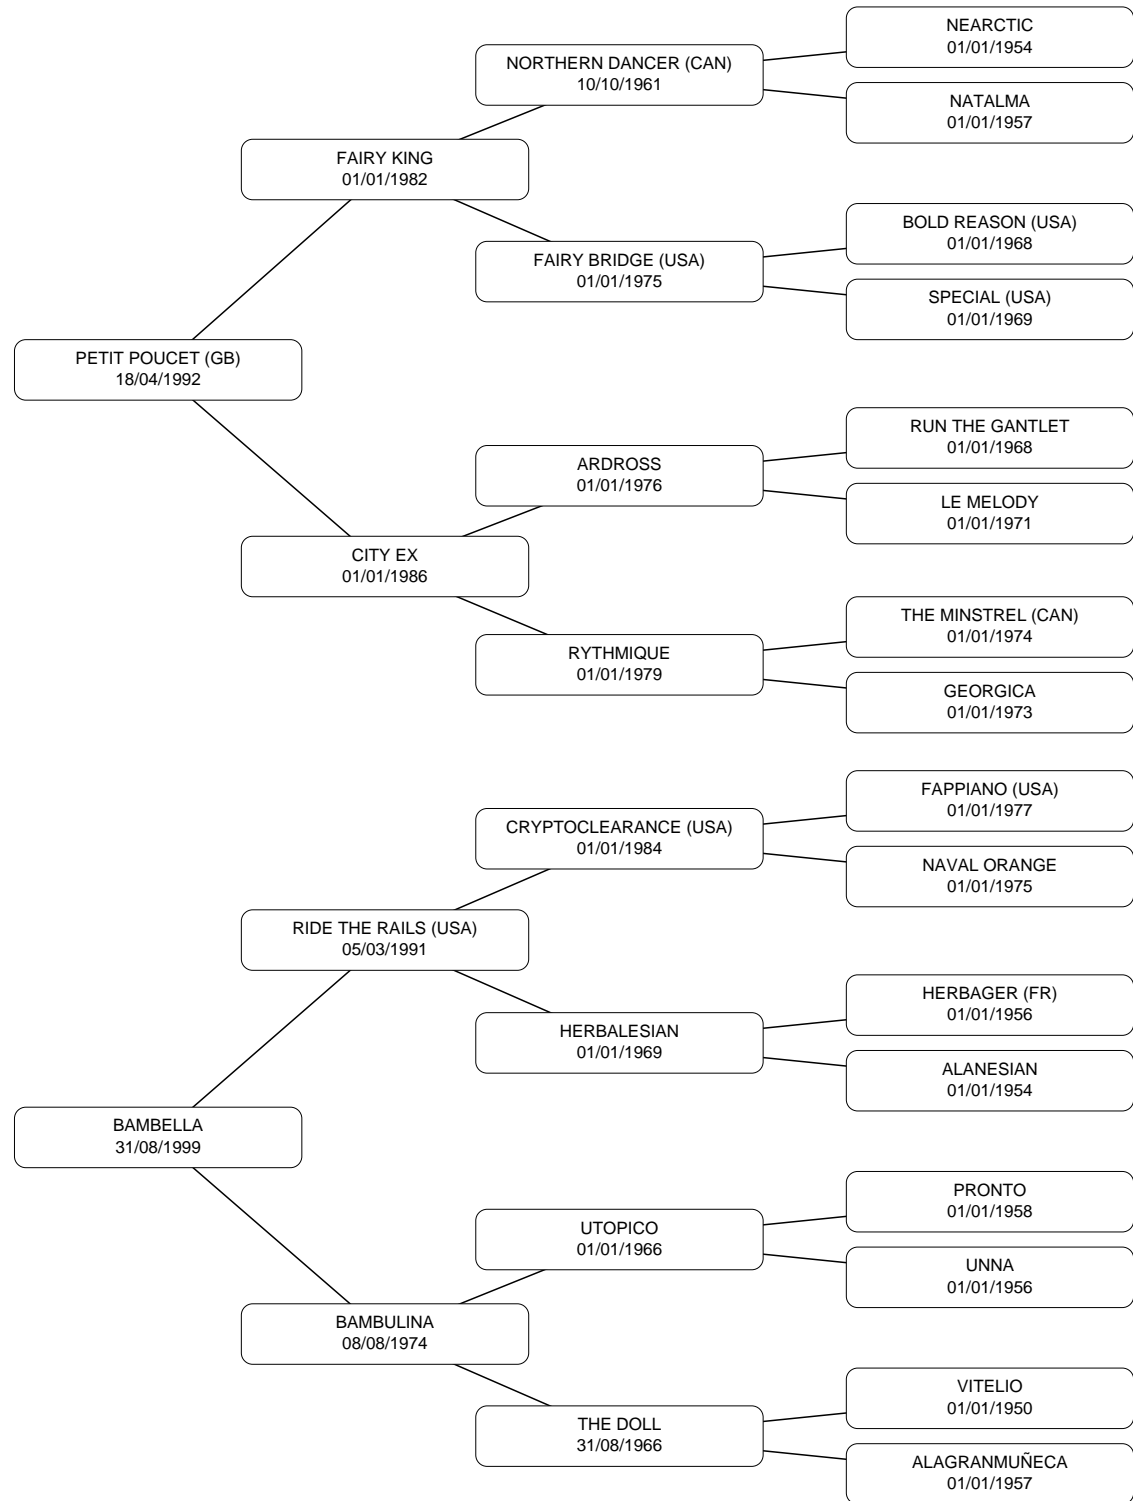 NEARCTIC
01/01/1954
NORTHERN DANCER (CAN)
10/10/1961
NATALMA
01/01/1957
FAIRY KING
01/01/1982
BOLD REASON (USA)
01/01/1968
FAIRY BRIDGE (USA)
01/01/1975
SPECIAL (USA)
01/01/1969
PETIT POUCET (GB)
18/04/1992
RUN THE GANTLET
01/01/1968
ARDROSS
01/01/1976
LE MELODY
01/01/1971
CITY EX
01/01/1986
THE MINSTREL (CAN)
01/01/1974
RYTHMIQUE
01/01/1979
GEORGICA
01/01/1973
FAPPIANO (USA)
01/01/1977
CRYPTOCLEARANCE (USA)
01/01/1984
NAVAL ORANGE
01/01/1975
RIDE THE RAILS (USA)
05/03/1991
HERBAGER (FR)
01/01/1956
HERBALESIAN
01/01/1969
ALANESIAN
01/01/1954
BAMBELLA
31/08/1999
PRONTO
01/01/1958
UTOPICO
01/01/1966
UNNA
01/01/1956
BAMBULINA
08/08/1974
VITELIO
01/01/1950
THE DOLL
31/08/1966
ALAGRANMUÑECA
01/01/1957